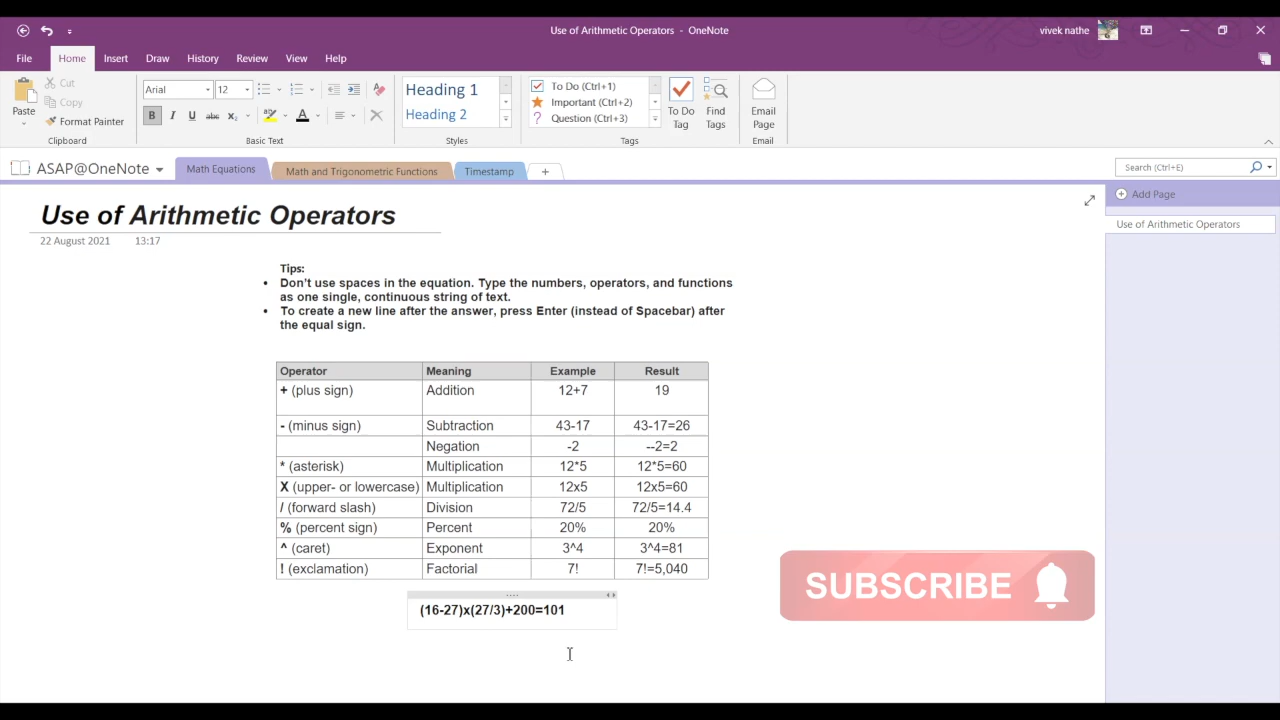 Use of Arithmetic Operators - OneNote
vivek nathe
File Home Insert Draw History Review View Help
Paste
Cut
Copy
Format Painter
Clipboard
Arial 12
B I U abc x₂ A
Basic Text
Heading 1
Heading 2
Styles
To Do (Ctrl+1)
Important (Ctrl+2)
Question (Ctrl+3)
To Do Tag
Find Tags
Tags
Email Page
Email
ASAP@OneNote Math Equations Math and Trigonometric Functions Timestamp +
Search (Ctrl+E)
Add Page
Use of Arithmetic Operators
Use of Arithmetic Operators
22 August 2021 13:17
Tips:
• Don't use spaces in the equation. Type the numbers, operators, and functions
as one single, continuous string of text.
• To create a new line after the answer, press Enter (instead of Spacebar) after
the equal sign.
Operator Meaning Example Result
+ (plus sign) Addition 12+7 19
- (minus sign) Subtraction 43-17 43-17=26
Negation -2 --2=2
* (asterisk) Multiplication 12*5 12*5=60
X (upper- or lowercase) Multiplication 12x5 12x5=60
/ (forward slash) Division 72/5 72/5=14.4
% (percent sign) Percent 20% 20%
^ (caret) Exponent 3^4 3^4=81
! (exclamation) Factorial 7! 7!=5,040
(16-27)x(27/3)+200=101
SUBSCRIBE